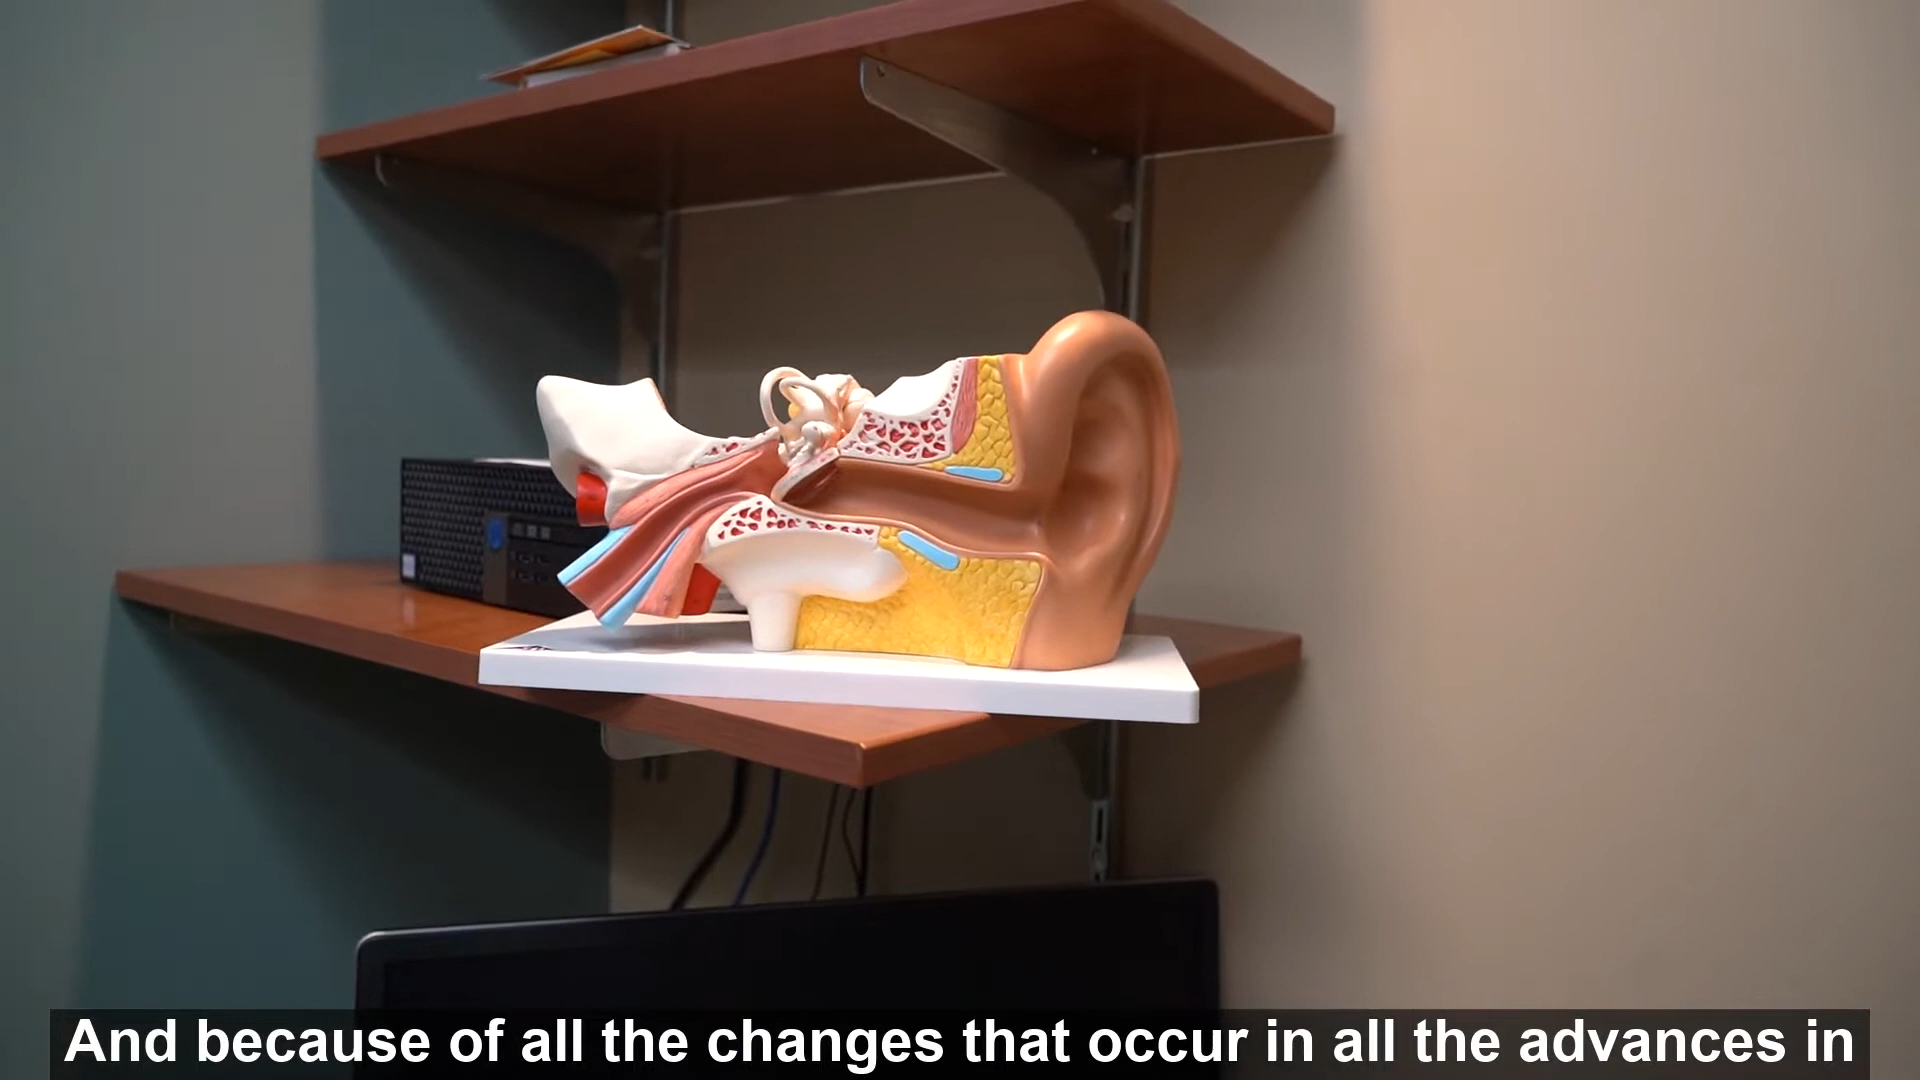 And because of all the changes that occur in all the advances in